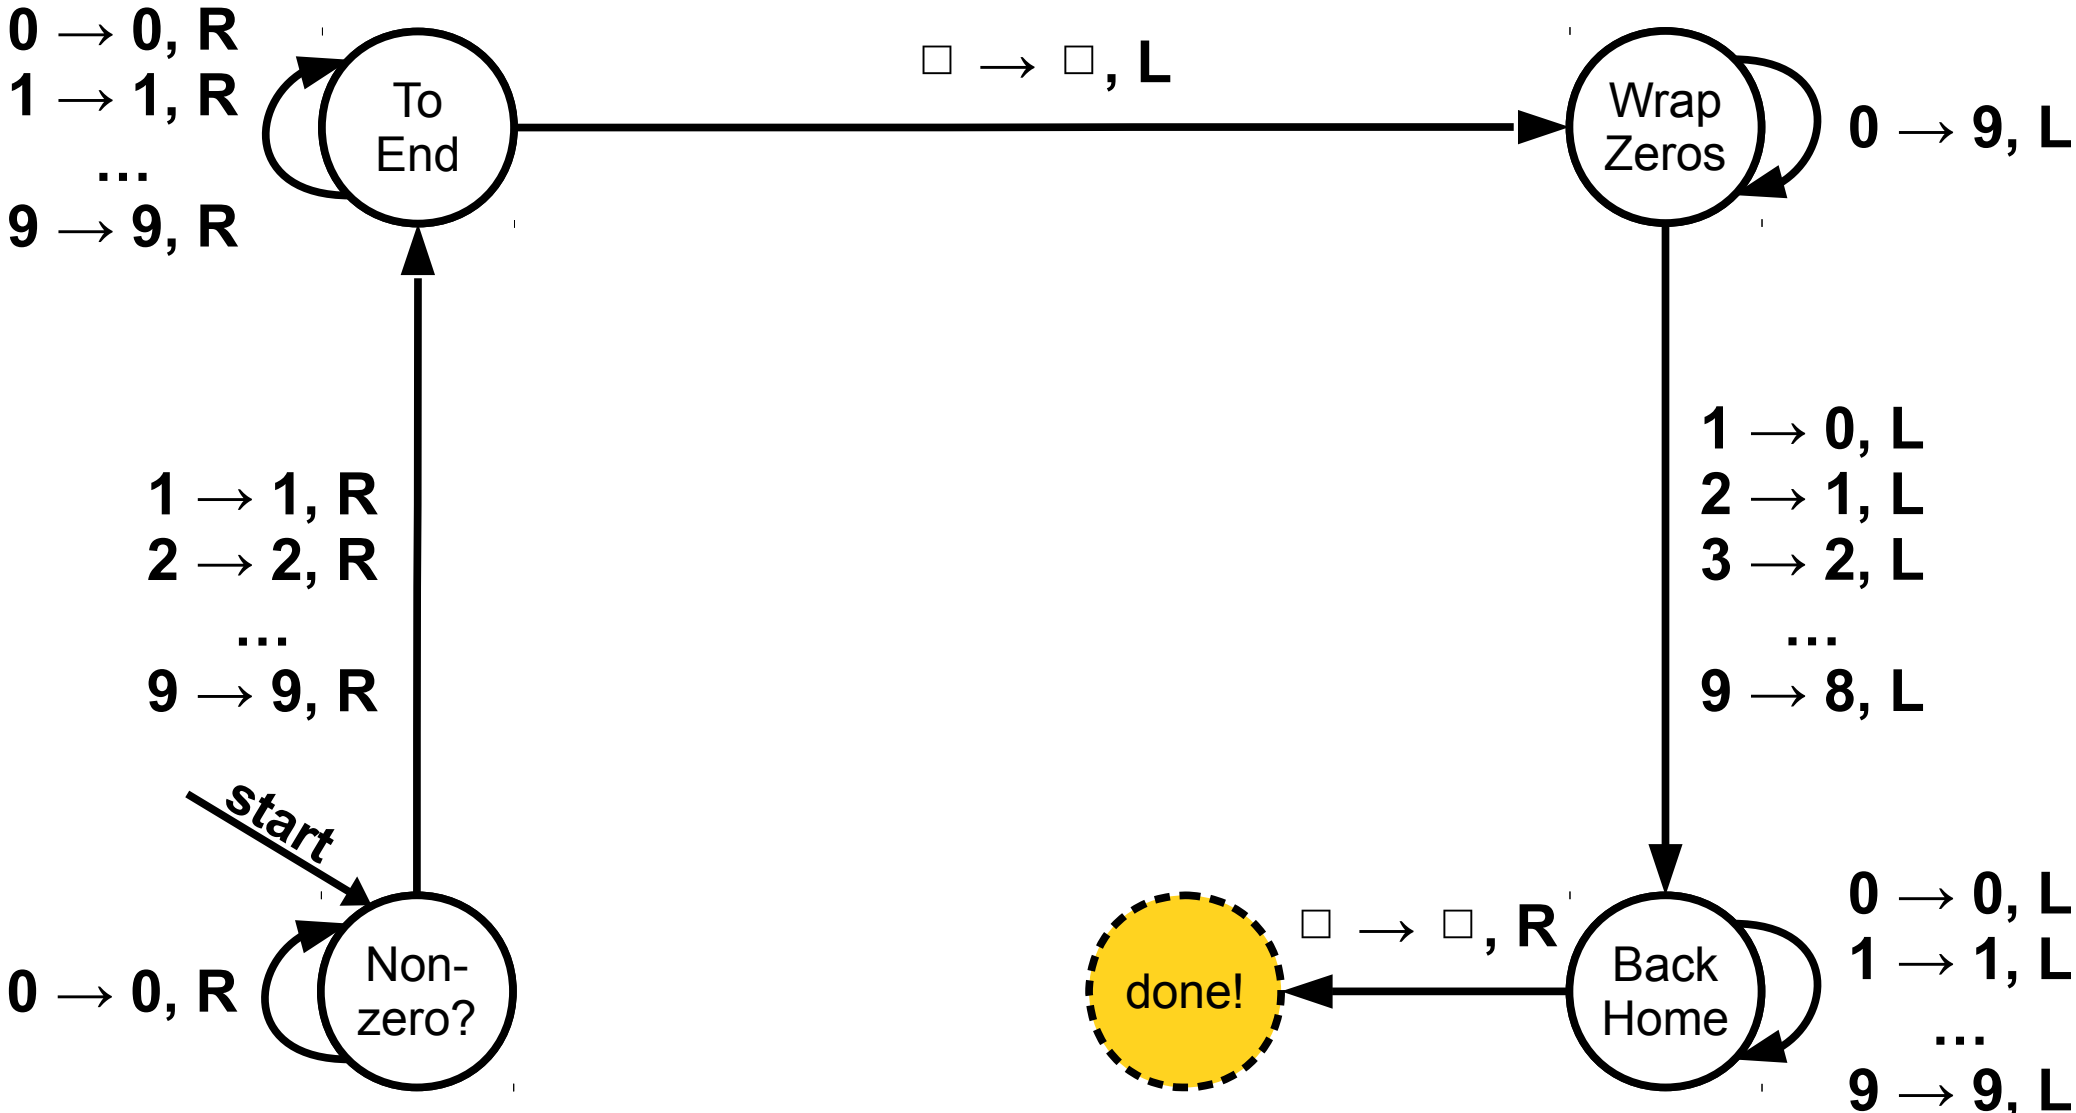 0 → 0, R
1 → 1, R
…
9 → 9, R
To
End
□ → □, L
Wrap
Zeros
0 → 9, L
1 → 1, R
2 → 2, R
…
9 → 9, R
1 → 0, L
2 → 1, L
3 → 2, L
…
9 → 8, L
start
0 → 0, R
Non-
zero?
done!
□ → □, R
Back
Home
0 → 0, L
1 → 1, L
…
9 → 9, L